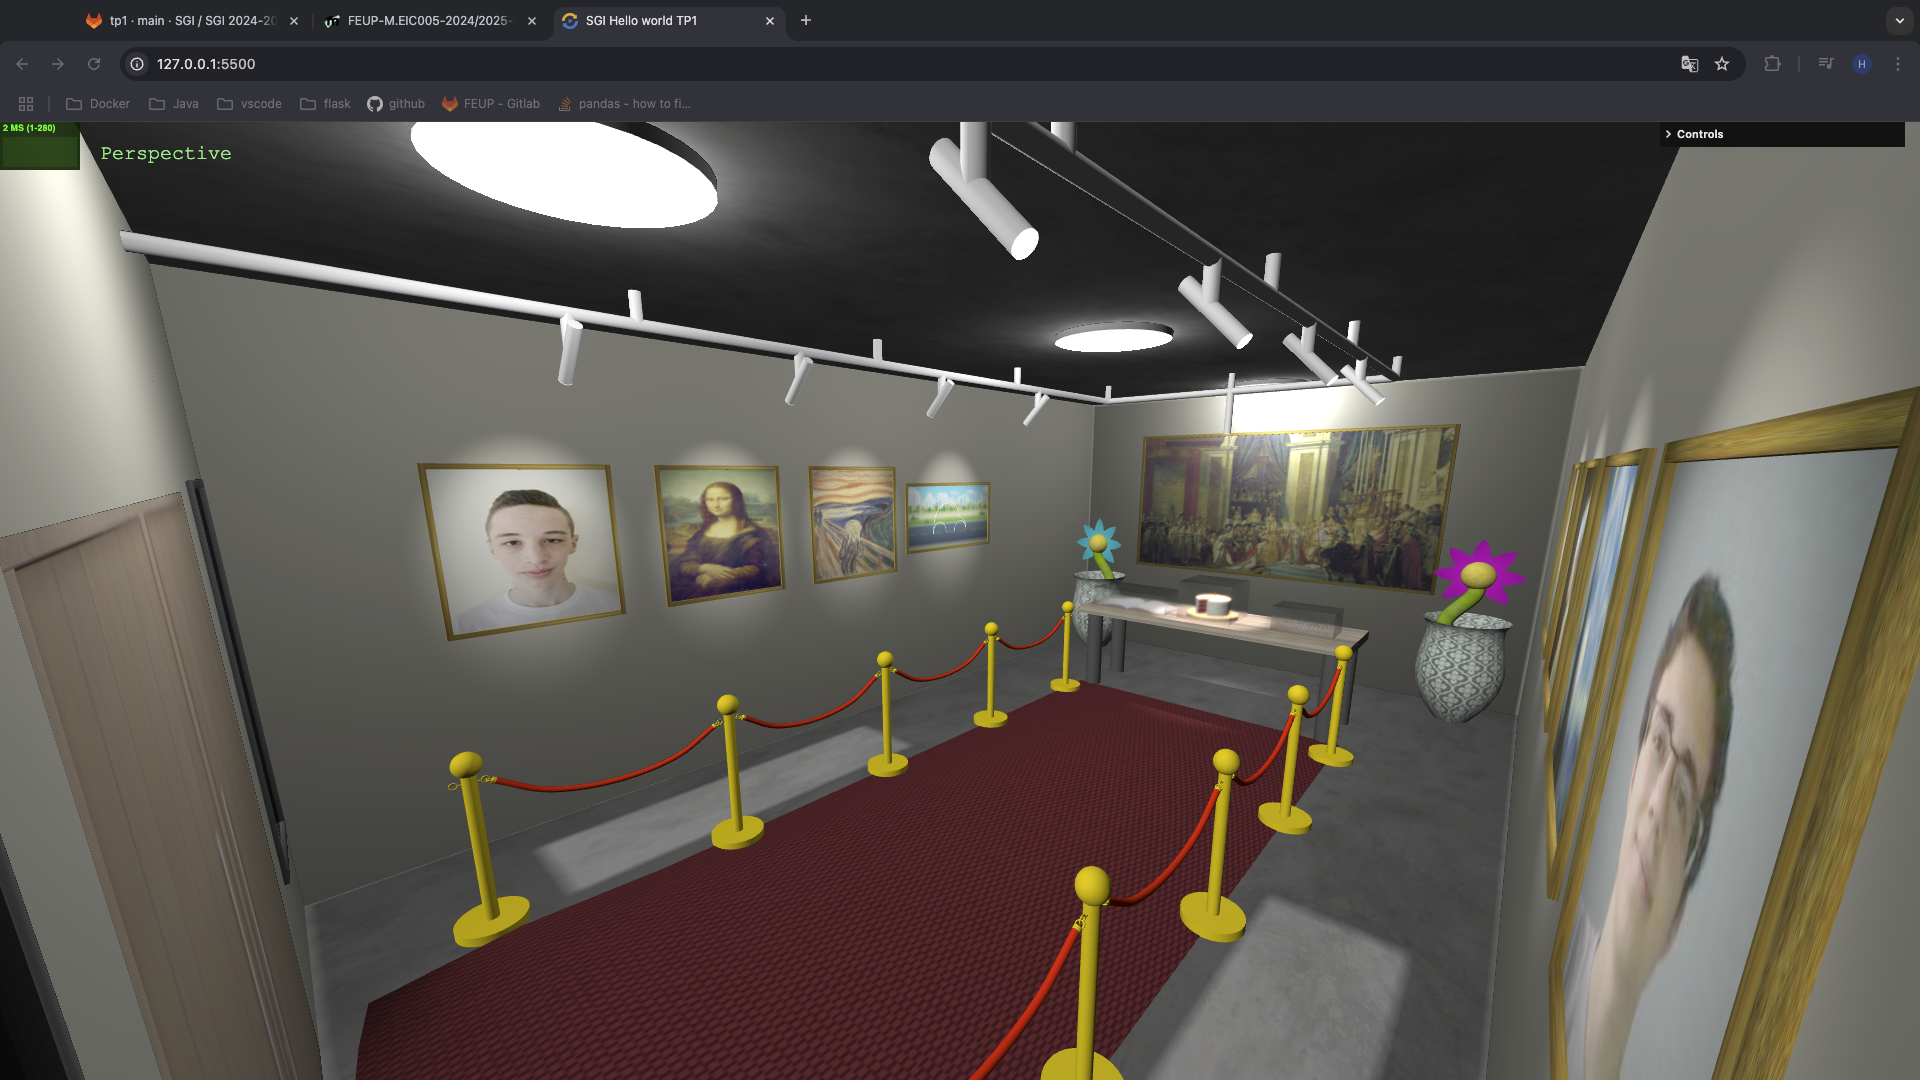 tp1 · main · SGI / SGI 2024-20
FEUP-M.EIC005-2024/2025-
SGI Hello world TP1
127.0.0.1:5500
H
Docker
Java
vscode
flask
github
FEUP - Gitlab
pandas - how to fi...
2 MS (1-280)
Perspective
Controls